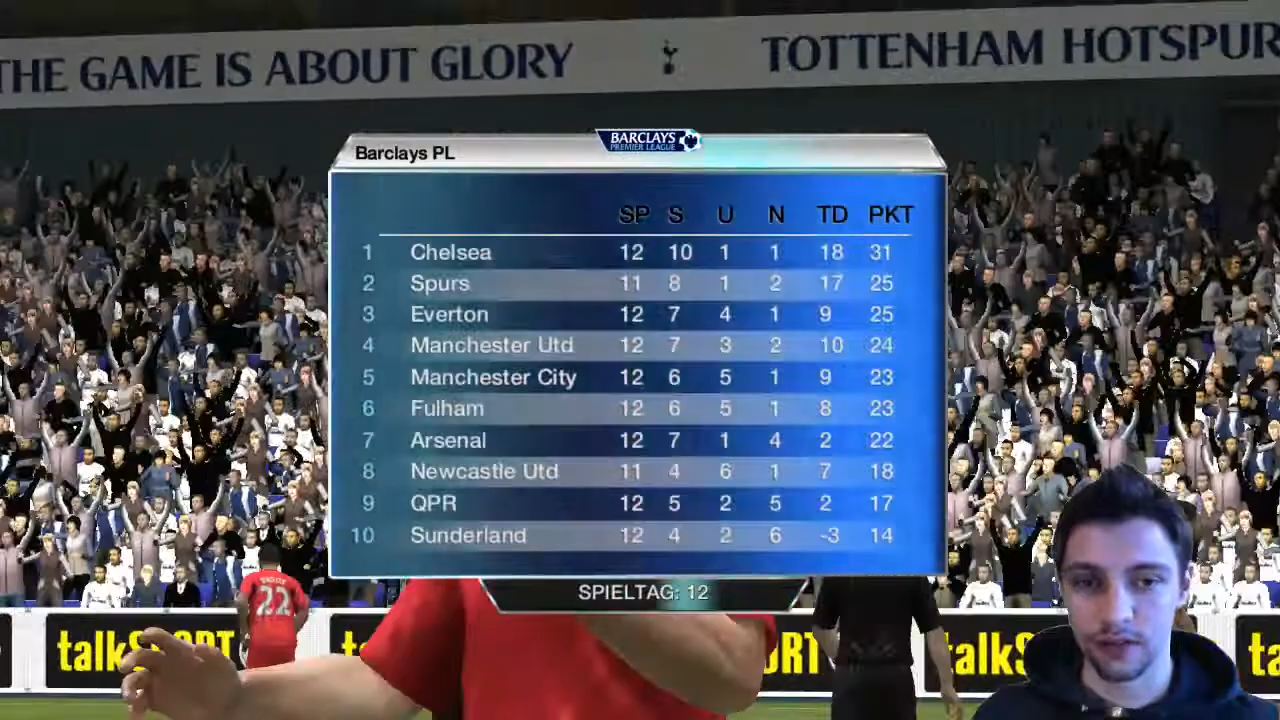 THE GAME IS ABOUT GLORY
TOTTENHAM HOTSPUR
BARCLAYS
PREMIER LEAGUE
Barclays PL
SP S U N TD PKT
1 Chelsea 12 10 1 1 18 31
2 Spurs 11 8 1 2 17 25
3 Everton 12 7 4 1 9 25
4 Manchester Utd 12 7 3 2 10 24
5 Manchester City 12 6 5 1 9 23
6 Fulham 12 6 5 1 8 23
7 Arsenal 12 7 1 4 2 22
8 Newcastle Utd 11 4 6 1 7 18
9 QPR 12 5 2 5 2 17
10 Sunderland 12 4 2 6 -3 14
SPIELTAG: 12
22
talkSPORT